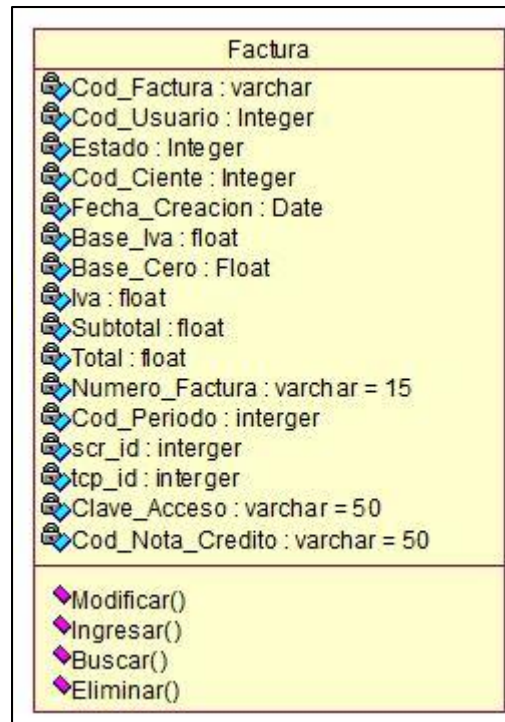 Factura
Cod_Factura : varchar
Cod_Usuario : Integer
Estado : Integer
Cod_Ciente : Integer
Fecha_Creacion : Date
Base_Iva : float
Base_Cero : Float
Iva : float
Subtotal : float
Total : float
Numero_Factura : varchar = 15
Cod_Periodo : interger
scr_id : interger
tcp_id : interger
Clave_Acceso : varchar = 50
Cod_Nota_Credito : varchar = 50
Modificar()
Ingresar()
Buscar()
Eliminar()